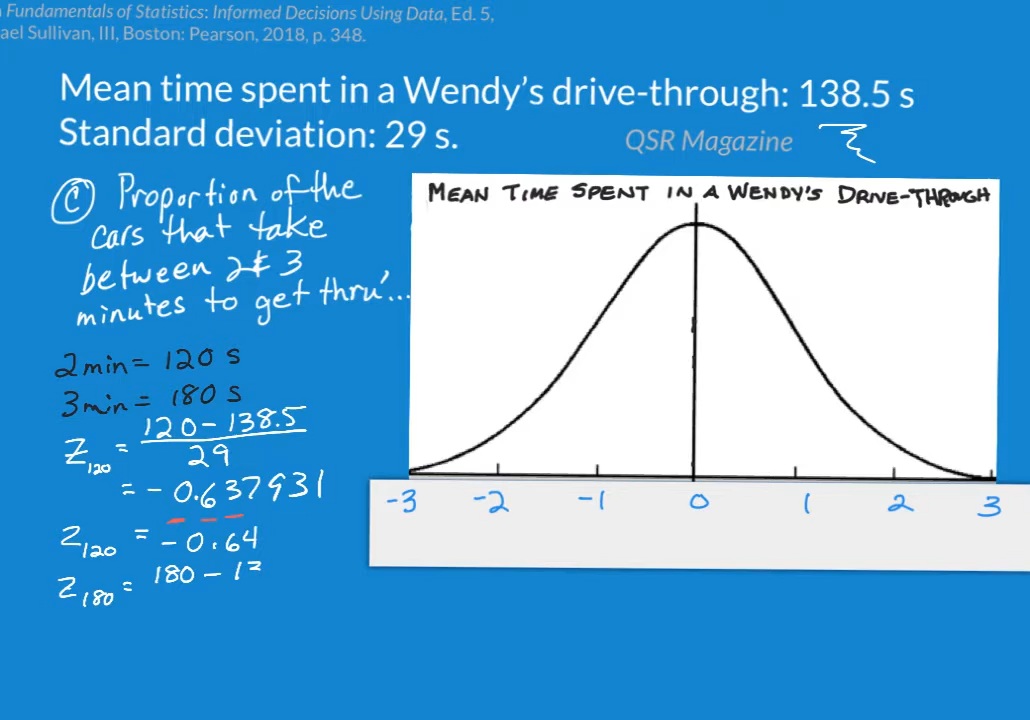 Fundamentals of Statistics: Informed Decisions Using Data, Ed. 5,
ael Sullivan, III, Boston: Pearson, 2018, p. 348.
Mean time spent in a Wendy's drive-through: 138.5 s
Standard deviation: 29 s.
QSR Magazine
C Proportion of the
cars that take
between 2 & 3
minutes to get thru'...
MEAN TIME SPENT IN A WENDY'S DRIVE-THROUGH
2 min = 120 s
3 min = 180 s
Z120 = 120 - 138.5
29
= - 0.637931
Z120 = - 0.64
Z180 = 180 - 1
-3 -2 -1 0 1 2 3